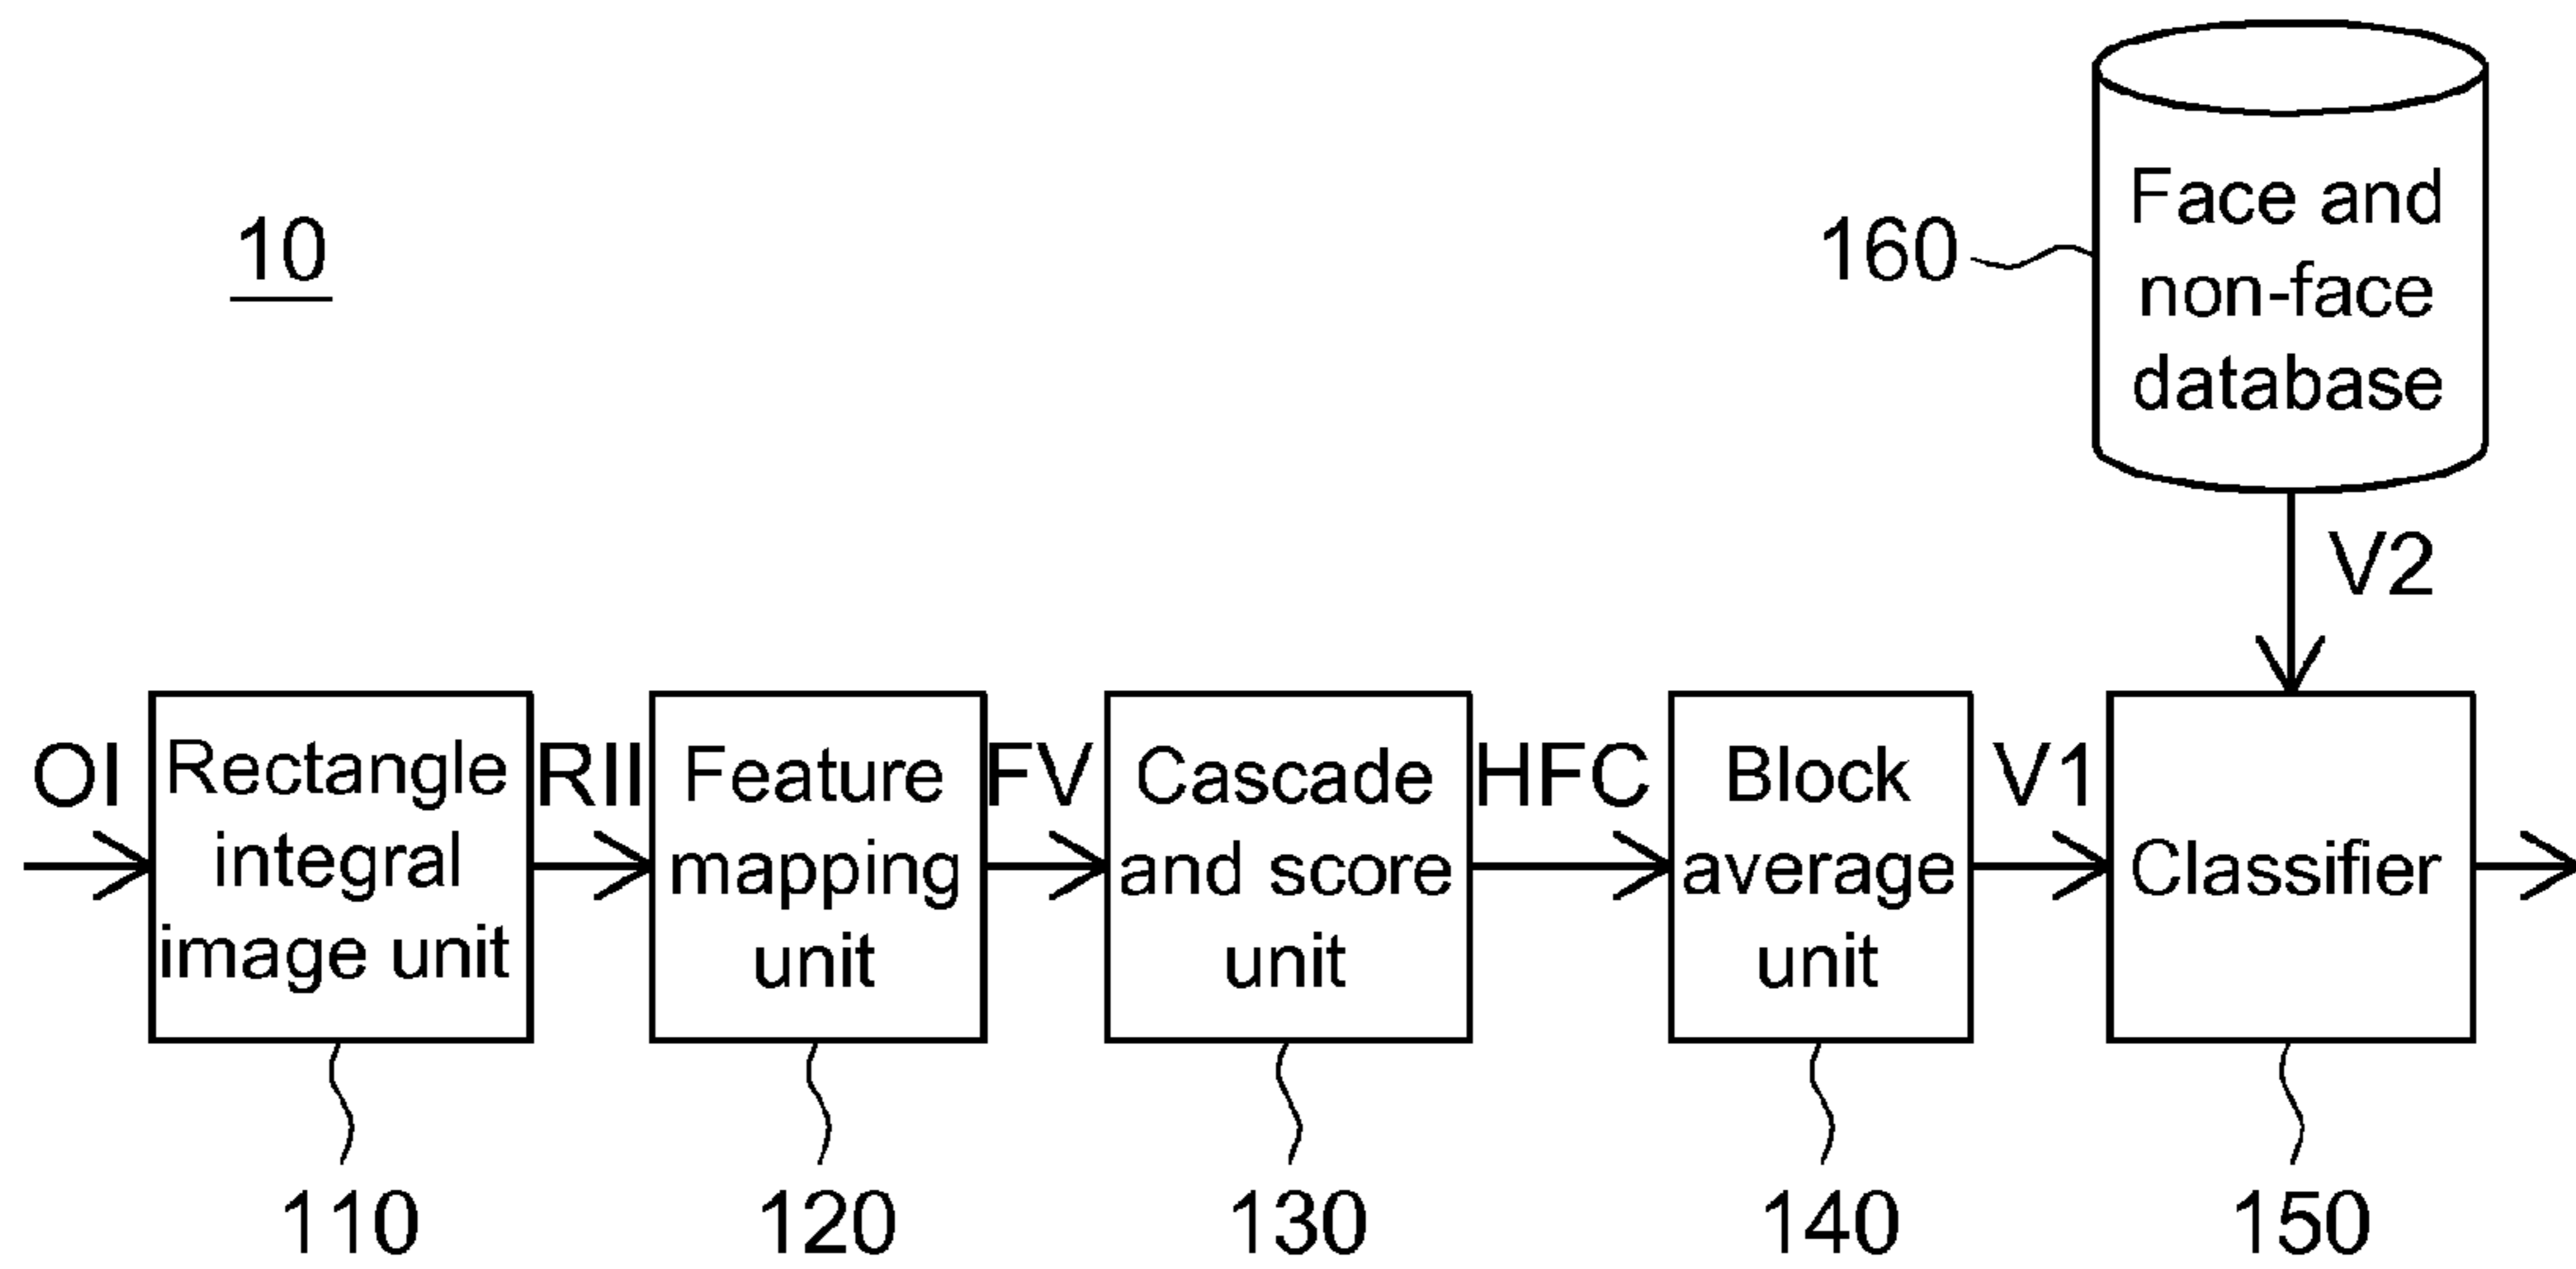 10
160
Face and
non-face
database
V2
OI
Rectangle
integral
image unit
RII
Feature
mapping
unit
FV
Cascade
and score
unit
HFC
Block
average
unit
V1
Classifier
110
120
130
140
150